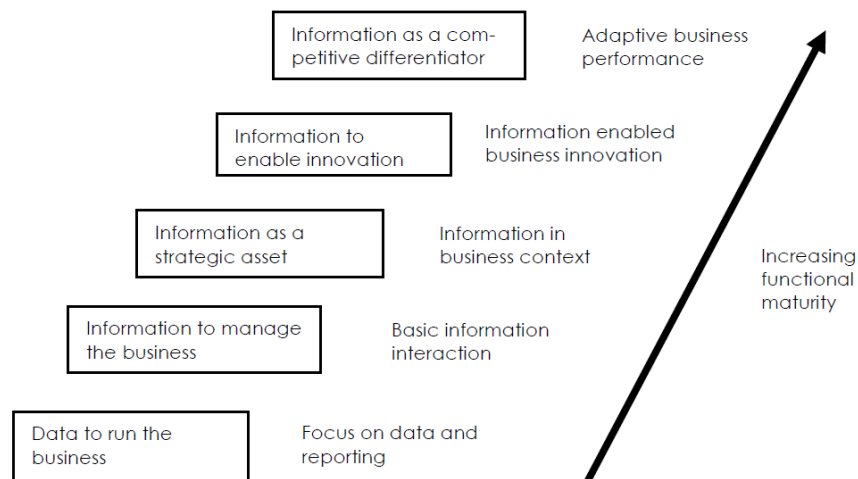 Information as a com-
petitive differentiator
Adaptive business
performance
Information to
enable innovation
Information enabled
business innovation
Information as a
strategic asset
Information in
business context
Increasing
functional
maturity
Information to manage
the business
Basic information
interaction
Data to run the
business
Focus on data and
reporting